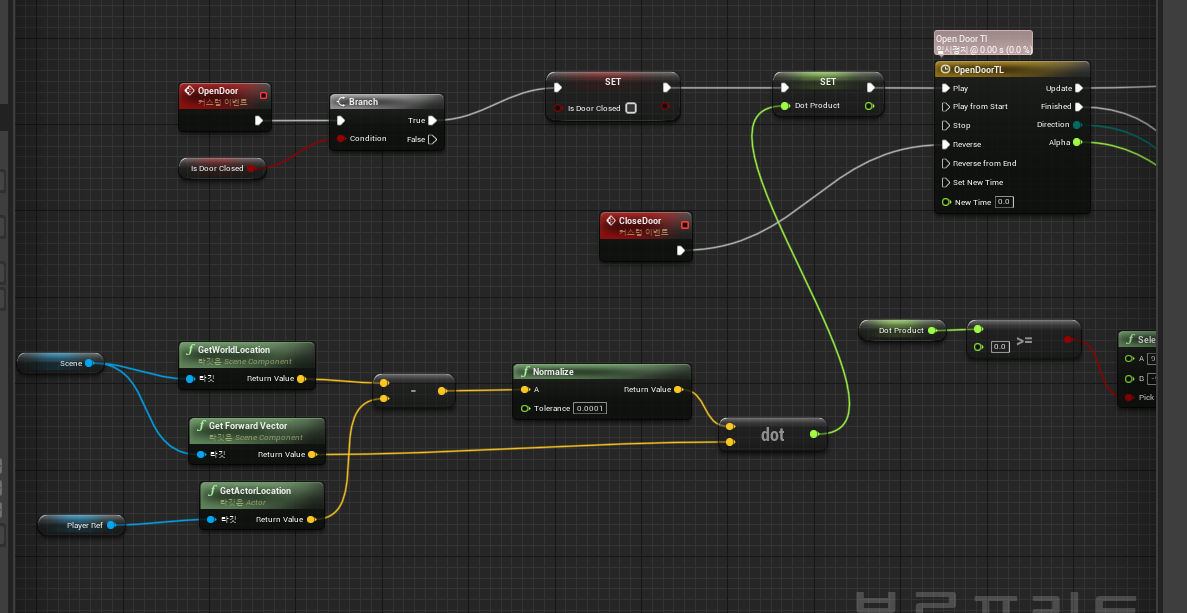 Open Door Tl
@ 0.00 s (0.0 %)
OpenDoor
커스텀 이벤트
Branch
True
Condition
False
Is Door Closed
SET
Is Door Closed
SET
Dot Product
OpenDoorTL
Play
Update
Play from Start
Finished
Stop
Direction
Reverse
Alpha
Reverse from End
Set New Time
New Time
0.0
CloseDoor
커스텀 이벤트
Dot Product
0.0
>=
Sele
A
9
B
Pick
Scene
GetWorldLocation
타깃은 Scene Component
타깃
Return Value
-
Normalize
A
Return Value
Tolerance
0.0001
Get Forward Vector
타깃은 Scene Component
타깃
Return Value
dot
GetActorLocation
타깃은 Actor
타깃
Return Value
Player Ref